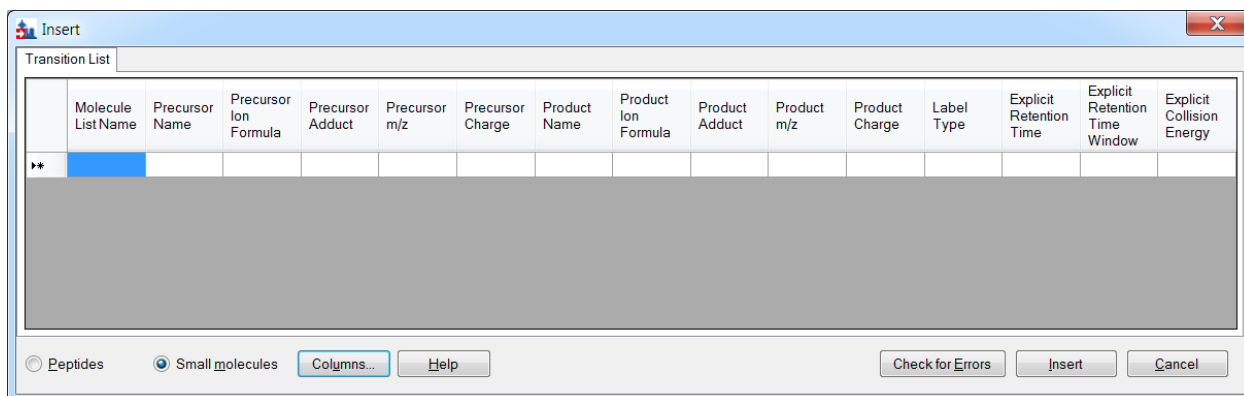 Insert
X
Transition List
Molecule List Name
Precursor Name
Precursor Ion Formula
Precursor Adduct
Precursor m/z
Precursor Charge
Product Name
Product Ion Formula
Product Adduct
Product m/z
Product Charge
Label Type
Explicit Retention Time
Explicit Retention Time Window
Explicit Collision Energy
Peptides Small molecules Columns... Help Check for Errors Insert Cancel